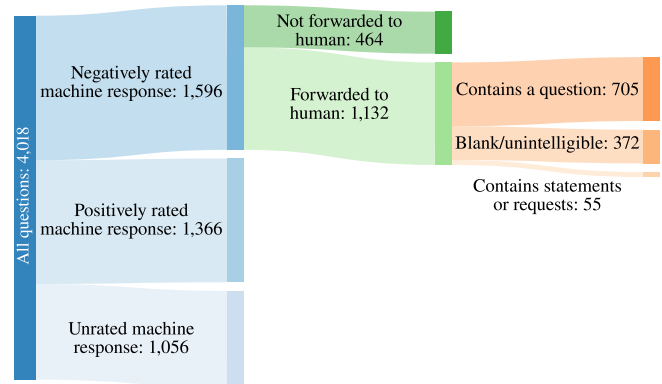 All questions: 4,018
Negatively rated
machine response: 1,596
Positively rated
machine response: 1,366
Unrated machine
response: 1,056
Not forwarded to
human: 464
Forwarded to
human: 1,132
Contains a question: 705
Blank/unintelligible: 372
Contains statements
or requests: 55